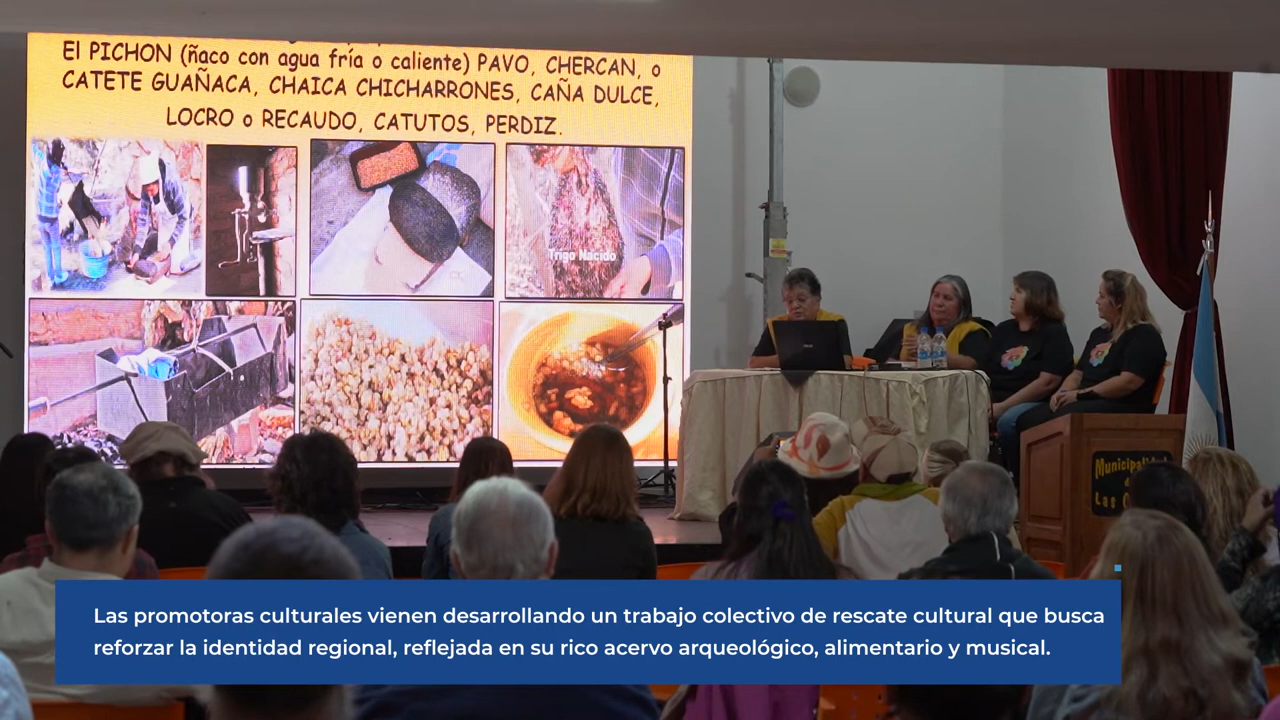 El PICHON (ñaco con agua fría o caliente) PAVO, CHERCAN, o
CATETE GUAÑACA, CHAICA CHICHARRONES, CAÑA DULCE,
LOCRO o RECAUDO, CATUTOS, PERDIZ.
Trigo Nacido
Municipalidad
Las
Las promotoras culturales vienen desarrollando un trabajo colectivo de rescate cultural que busca
reforzar la identidad regional, reflejada en su rico acervo arqueológico, alimentario y musical.